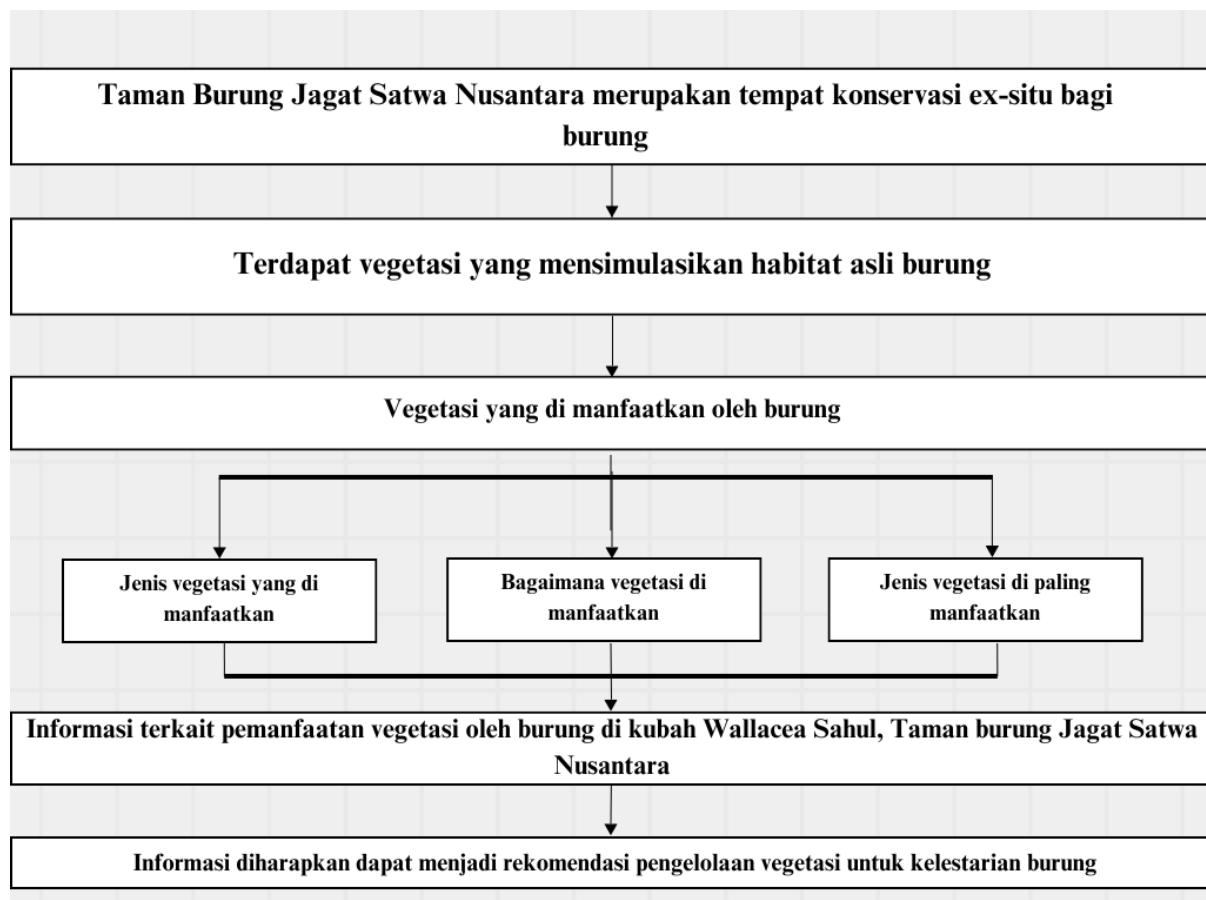 Taman Burung Jagat Satwa Nusantara merupakan tempat konservasi ex-situ bagi
burung
Terdapat vegetasi yang mensimulasikan habitat asli burung
Vegetasi yang di manfaatkan oleh burung
Jenis vegetasi yang di
manfaatkan
Bagaimana vegetasi di
manfaatkan
Jenis vegetasi di paling
manfaatkan
Informasi terkait pemanfaatan vegetasi oleh burung di kubah Wallacea Sahul, Taman burung Jagat Satwa
Nusantara
Informasi diharapkan dapat menjadi rekomendasi pengelolaan vegetasi untuk kelestarian burung